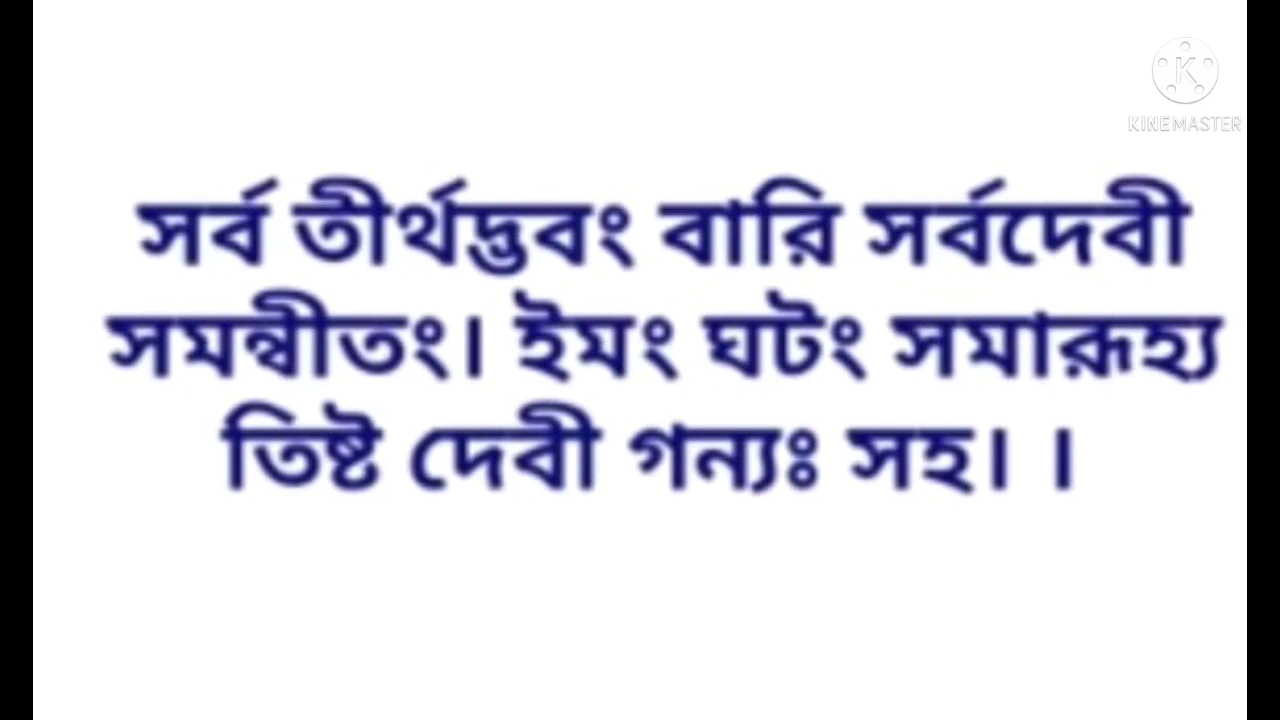 KINEMASTER
সর্ব তীর্থদ্ভবং বারি সর্বদেবী
সমন্বীতং। ইমং ঘটং সমারূহ্য
তিষ্ট দেবী গন্যঃ সহ। ।